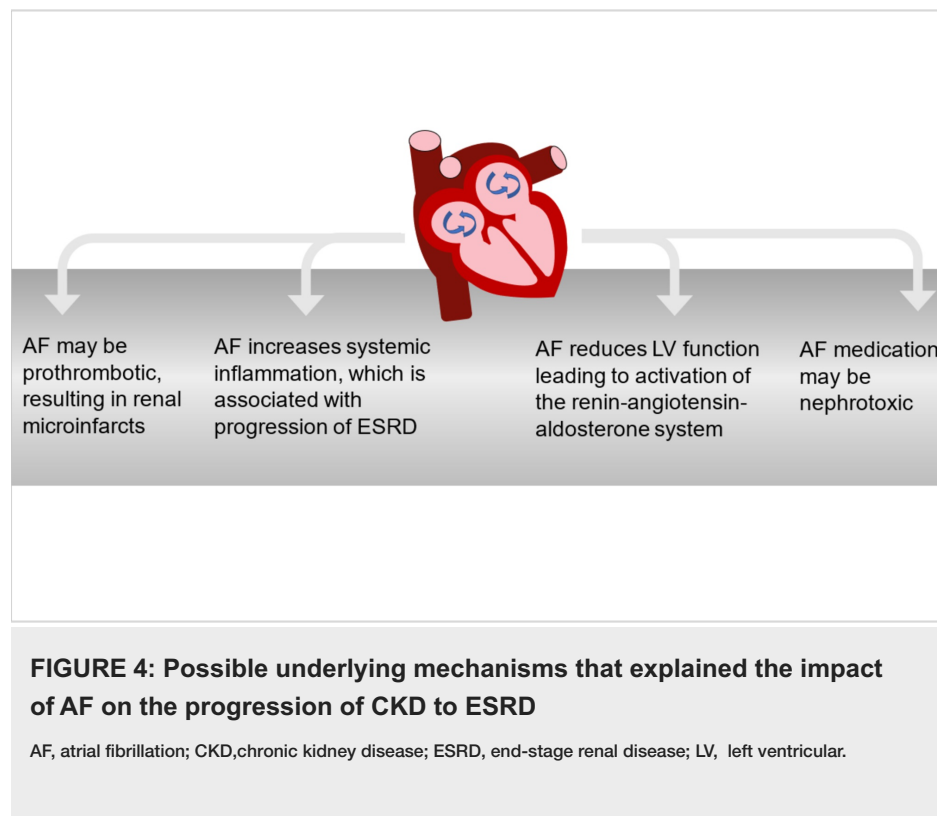 AF may be
prothrombotic,
resulting in renal
microinfarcts
AF increases systemic
inflammation, which is
associated with
progression of ESRD
AF reduces LV function
leading to activation of
the renin-angiotensin-
aldosterone system
AF medication
may be
nephrotoxic
FIGURE 4: Possible underlying mechanisms that explained the impact
of AF on the progression of CKD to ESRD
AF, atrial fibrillation; CKD,chronic kidney disease; ESRD, end-stage renal disease; LV, left ventricular.